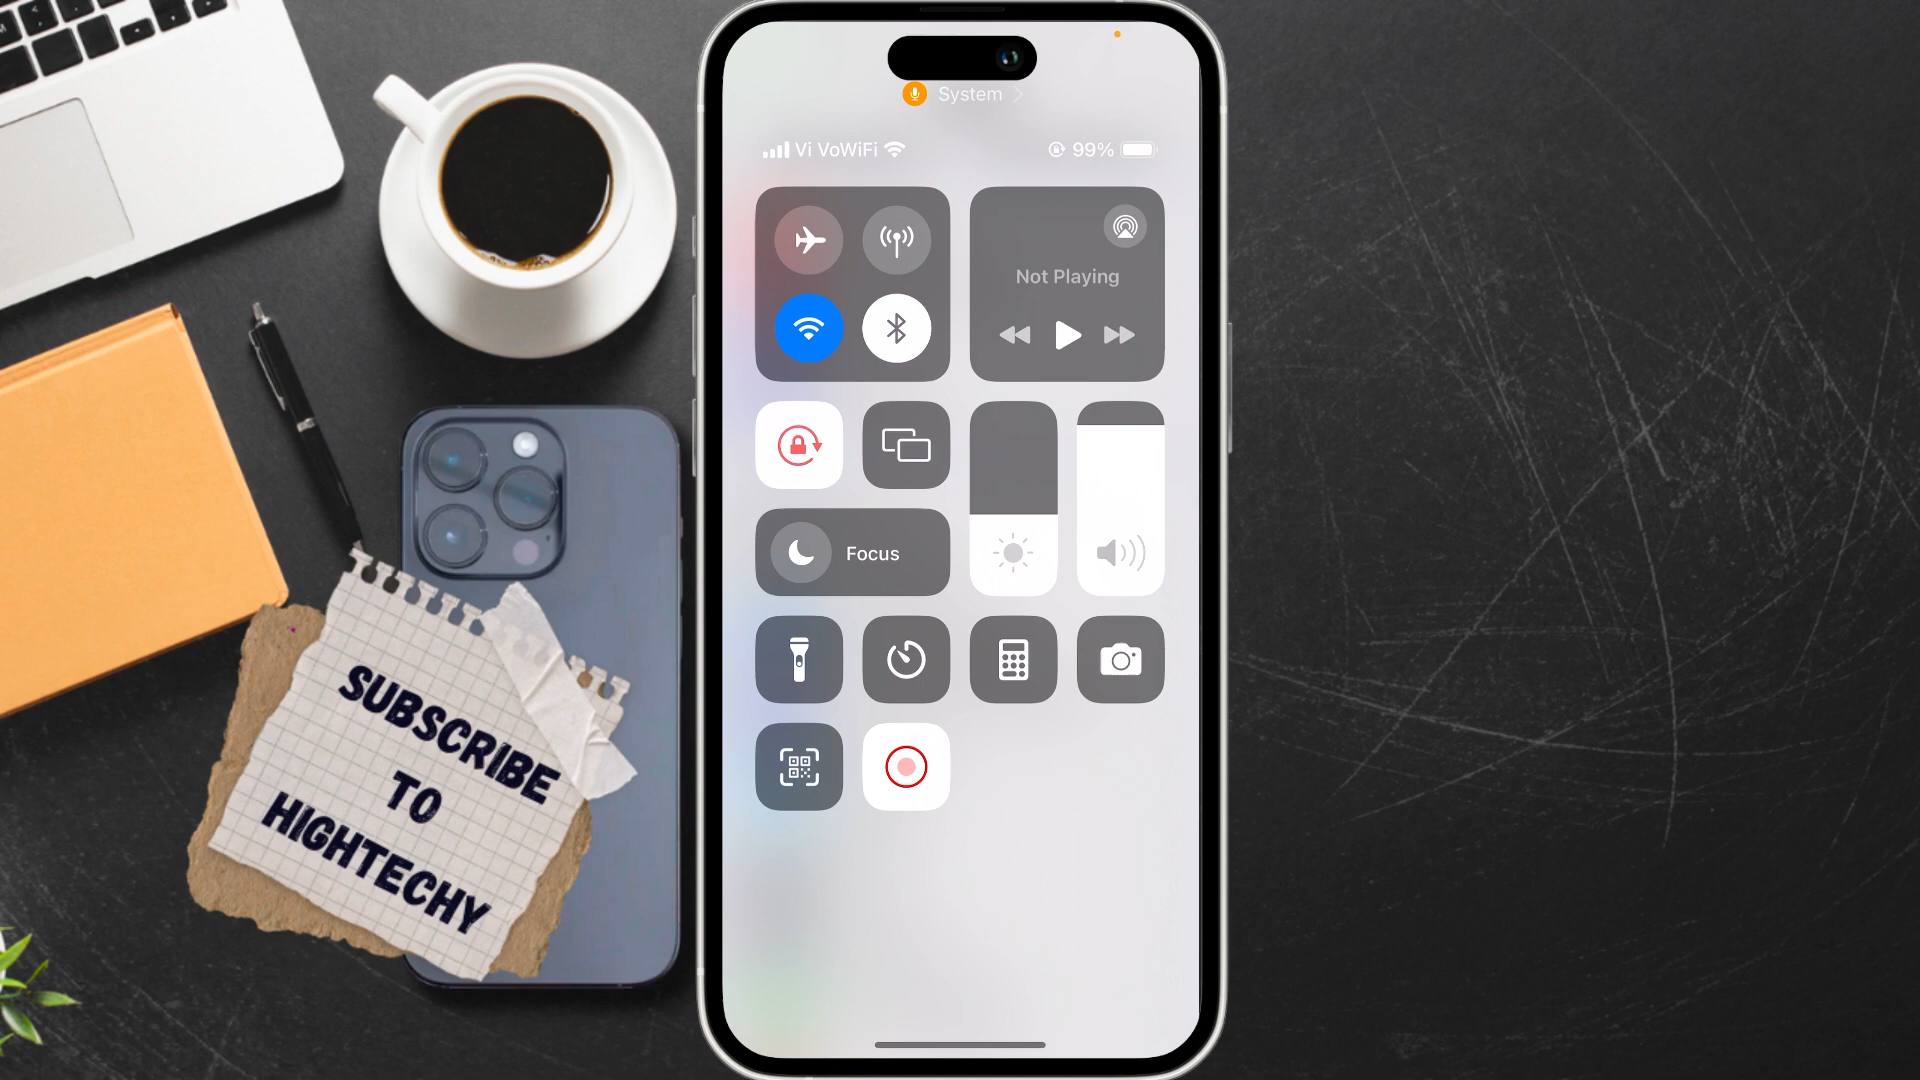 System
Vi VoWiFi
99%
Not Playing
Focus
SUBSCRIBE
TO
HIGHTECHY